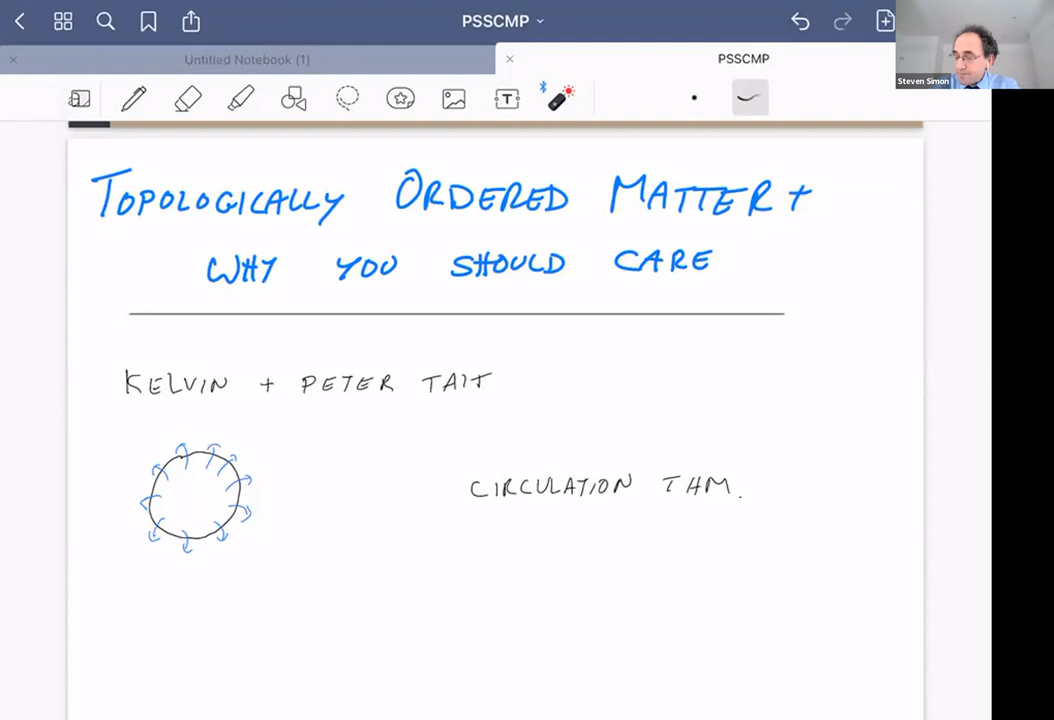 PSSCMP
Untitled Notebook (1)
PSSCMP
T
Steven Simon
TOPOLOGICALLY ORDERED MATTER +
WHY YOU SHOULD CARE
KELVIN + PETER TAIT
CIRCULATION THM.